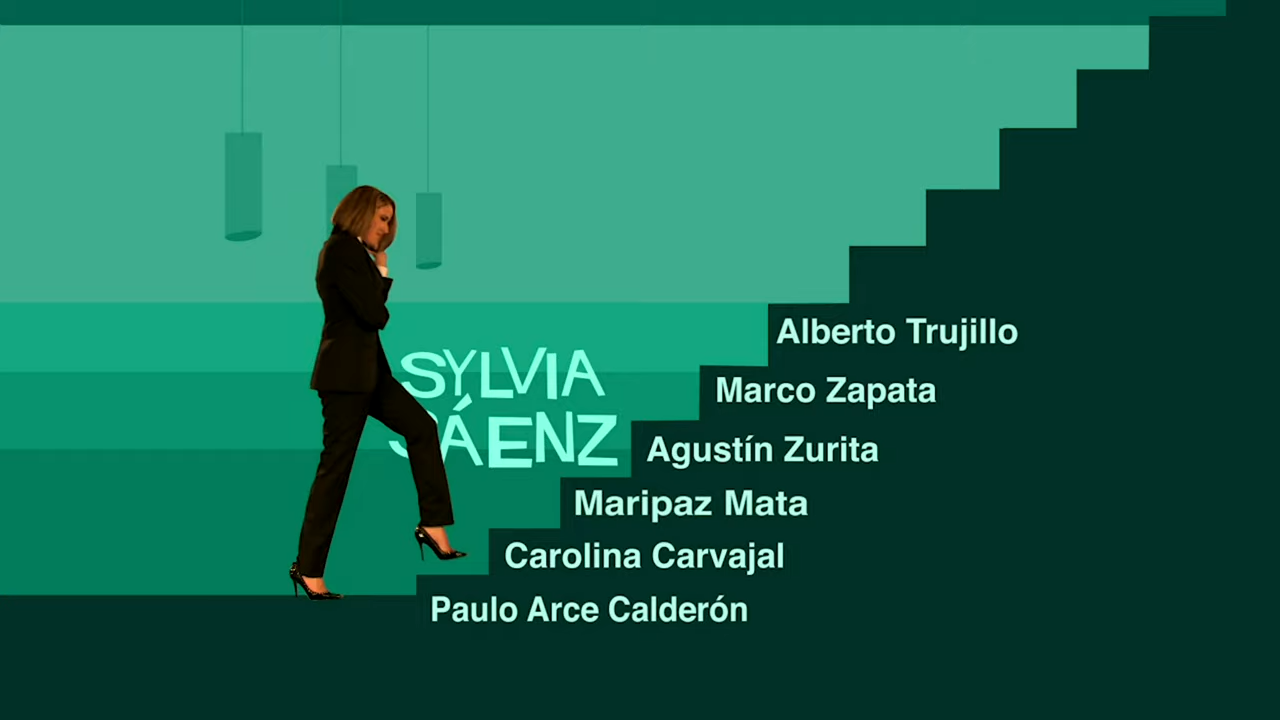 SYLVIA
SÁENZ
Alberto Trujillo
Marco Zapata
Agustín Zurita
Maripaz Mata
Carolina Carvajal
Paulo Arce Calderón